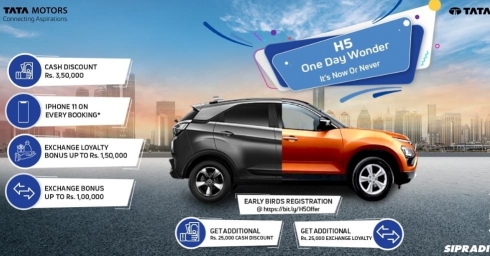 TATA MOTORS
Connecting Aspirations
TATA
H5
One Day Wonder
It's Now Or Never
CASH DISCOUNT
Rs. 3,50,000
IPHONE 11 ON
EVERY BOOKING*
EXCHANGE LOYALTY
BONUS UP TO Rs. 1,50,000
EXCHANGE BONUS
UP TO Rs. 1,00,000
EARLY BIRDS REGISTRATION
@ https://bit.ly/H5Offer
GET ADDITIONAL
Rs. 25,000 CASH DISCOUNT
GET ADDITIONAL
Rs. 25,000 EXCHANGE LOYALTY
SIPRADI